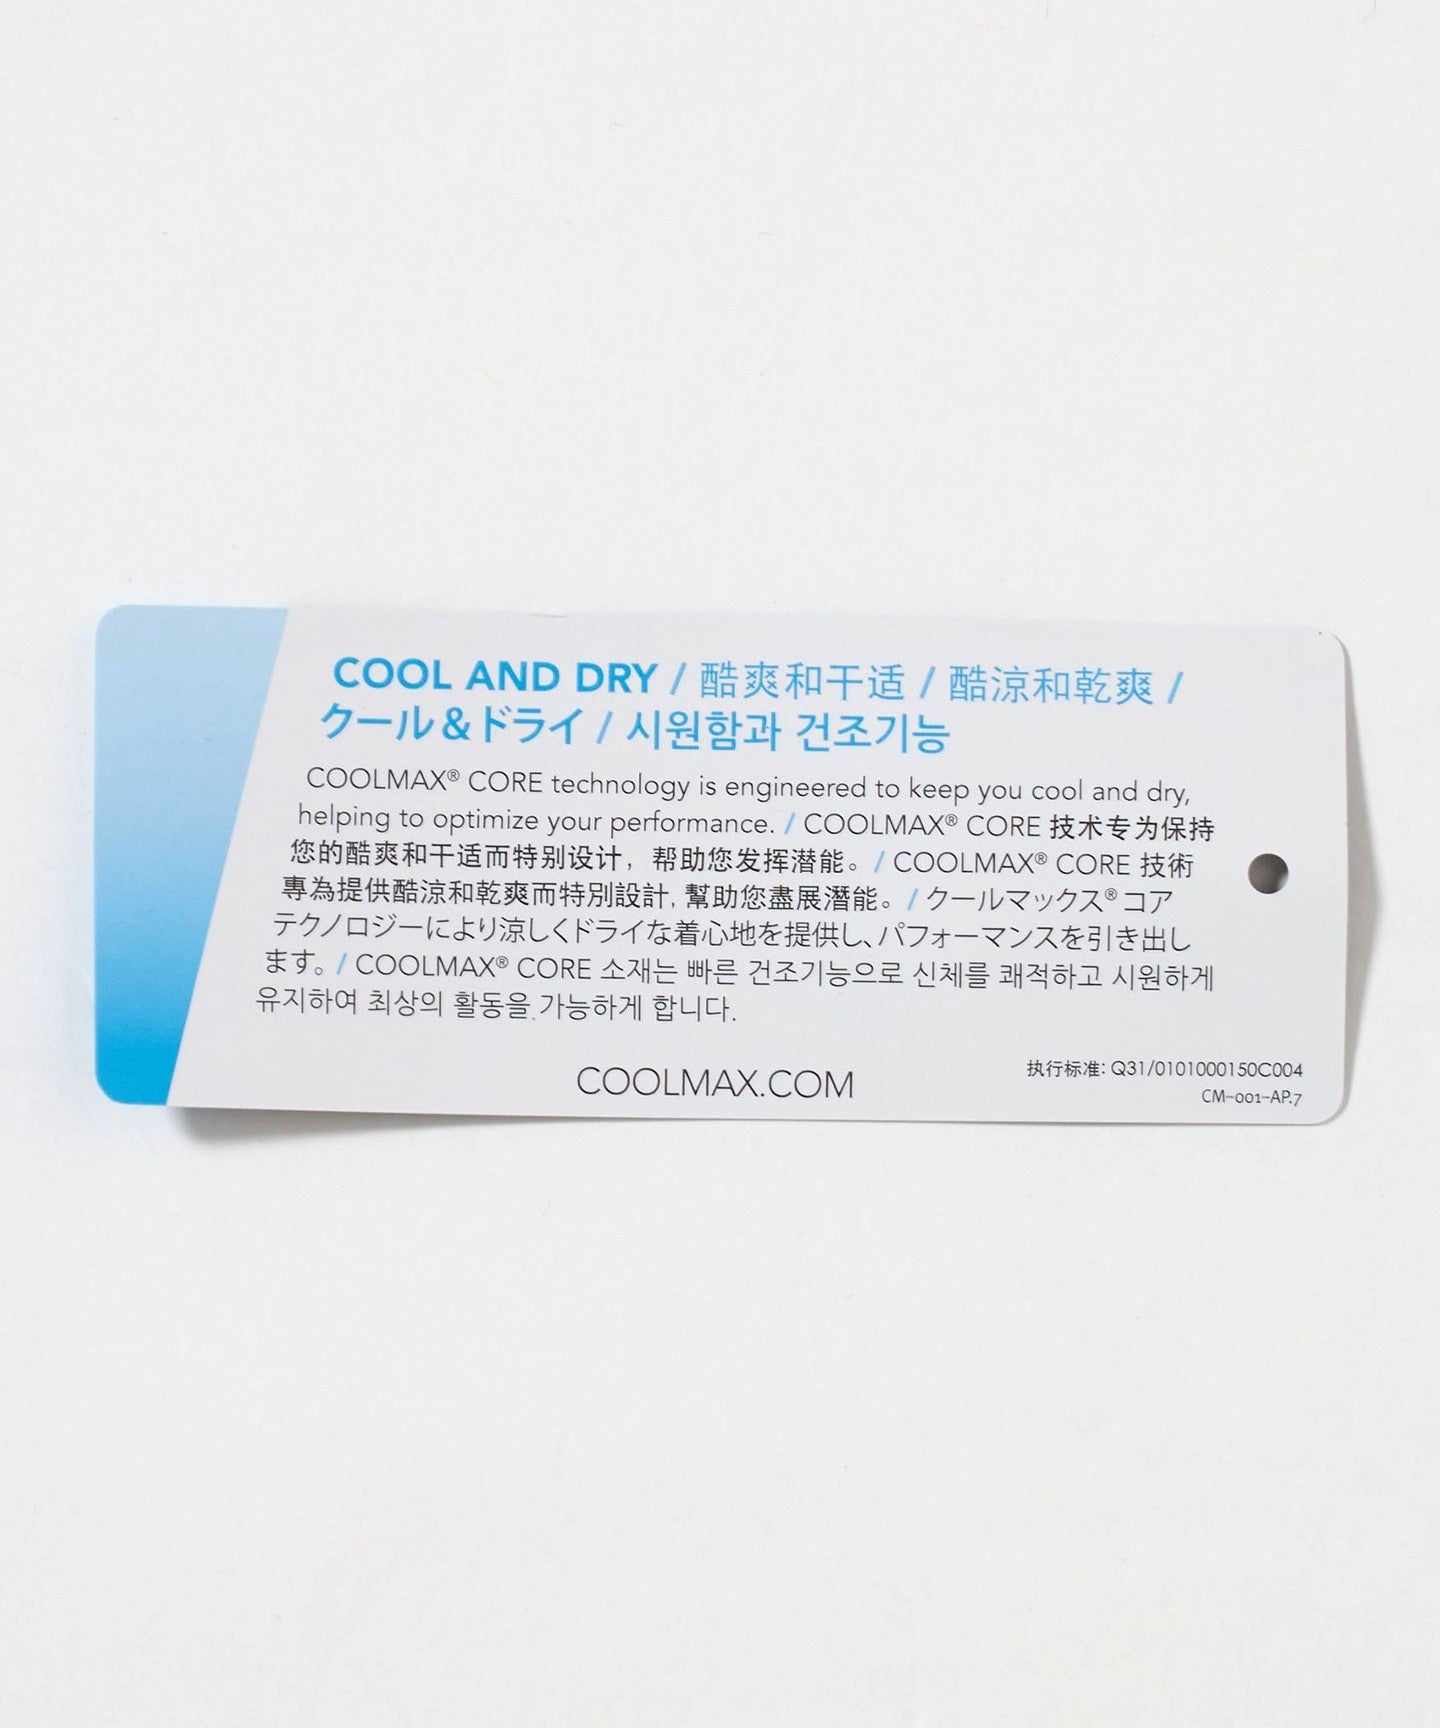 COOL AND DRY / 酷爽和干适 / 酷涼和乾爽 /
クール＆ドライ / 시원함과 건조기능
COOLMAX® CORE technology is engineered to keep you cool and dry,
helping to optimize your performance. / COOLMAX® CORE 技术专为保持
您的酷爽和干适而特别设计，帮助您发挥潜能。 / COOLMAX® CORE 技術
專為提供酷涼和乾爽而特別設計, 幫助您盡展潛能。 / クールマックス® コア
テクノロジーにより涼しくドライな着心地を提供し、パフォーマンスを引き出し
ます。 / COOLMAX® CORE 소재는 빠른 건조기능으로 신체를 쾌적하고 시원하게
유지하여 최상의 활동을 가능하게 합니다.
COOLMAX.COM
执行标准: Q31/0101000150C004
CM-001-AP.7